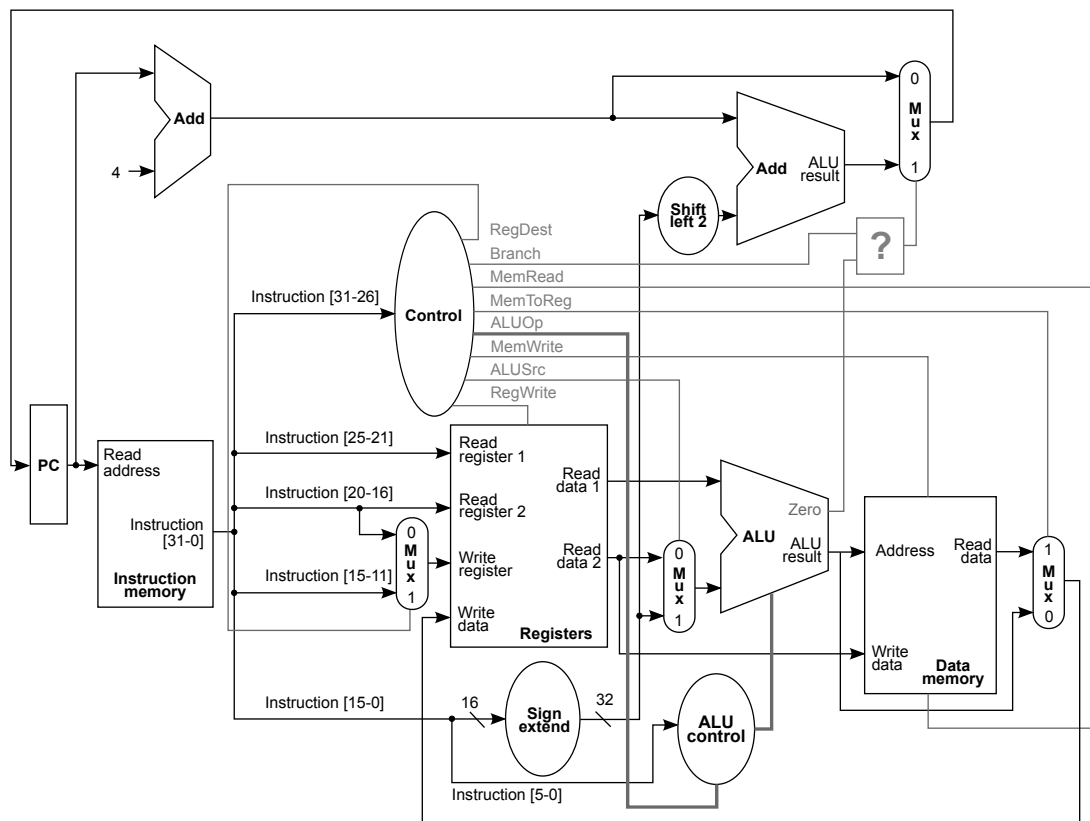 0
M
u
x
1
Add
4
Add
ALU
result
Shift
left 2
RegDest
Branch
?
MemRead
Instruction [31-26]
MemToReg
Control
ALUOp
MemWrite
ALUSrc
RegWrite
PC
Read
address
Instruction
[31-0]
Instruction
memory
Instruction [25-21]
Instruction [20-16]
Instruction [15-11]
0
M
u
x
1
Read
register 1
Read
register 2
Write
register
Write
data
Read
data 1
Read
data 2
Registers
0
M
u
x
1
Zero
ALU
ALU
result
Address
Read
data
Write
data
Data
memory
1
M
u
x
0
Instruction [15-0]
16
Sign
extend
32
ALU
control
Instruction [5-0]